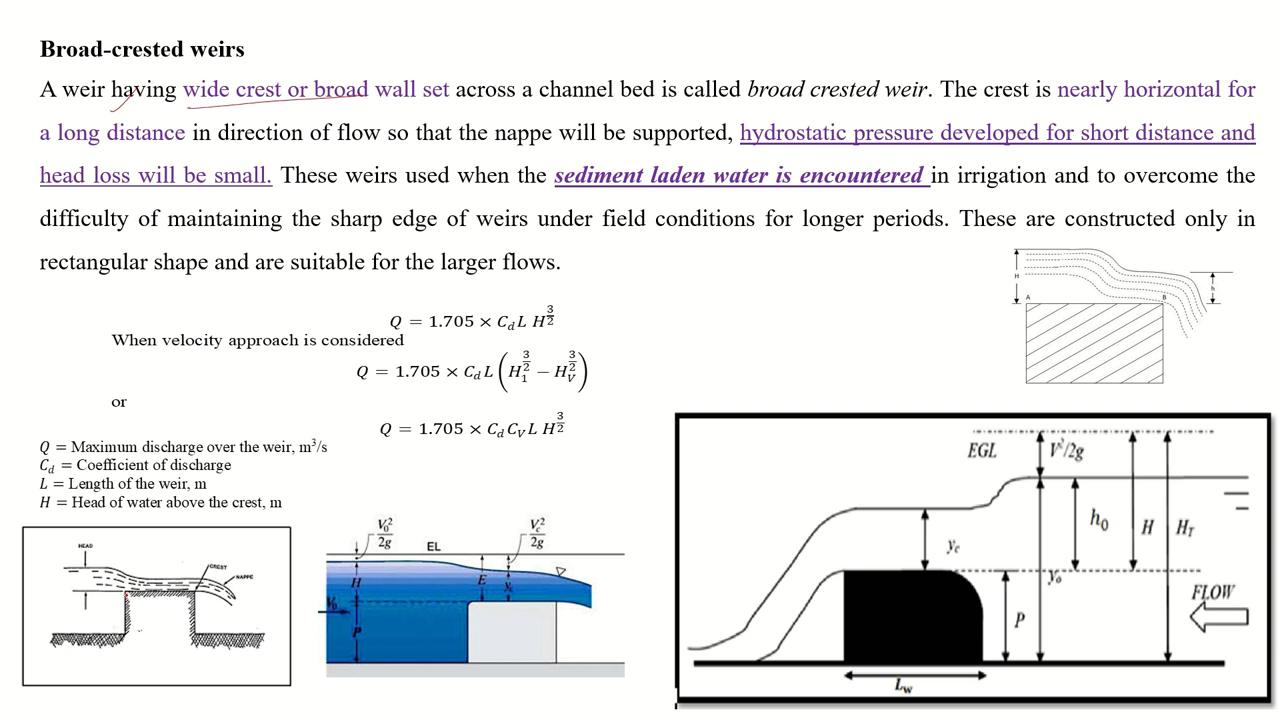 Broad-crested weirs
A weir having wide crest or broad wall set across a channel bed is called broad crested weir. The crest is nearly horizontal for
a long distance in direction of flow so that the nappe will be supported, hydrostatic pressure developed for short distance and
head loss will be small. These weirs used when the sediment laden water is encountered in irrigation and to overcome the
difficulty of maintaining the sharp edge of weirs under field conditions for longer periods. These are constructed only in
rectangular shape and are suitable for the larger flows.
H
h
A
B
Q = 1.705 × C_d L H^{3/2}
When velocity approach is considered
Q = 1.705 × C_d L (H_1^{3/2} − H_V^{3/2})
or
Q = 1.705 × C_d C_V L H^{3/2}
Q = Maximum discharge over the weir, m³/s
C_d = Coefficient of discharge
L = Length of the weir, m
H = Head of water above the crest, m
HEAD
CREST
NAPPE
V_0²/2g
EL
V_c²/2g
H
E
y_c
V_0
P
EGL
V²/2g
h_0
H
H_T
y_c
y_o
FLOW
P
L_w